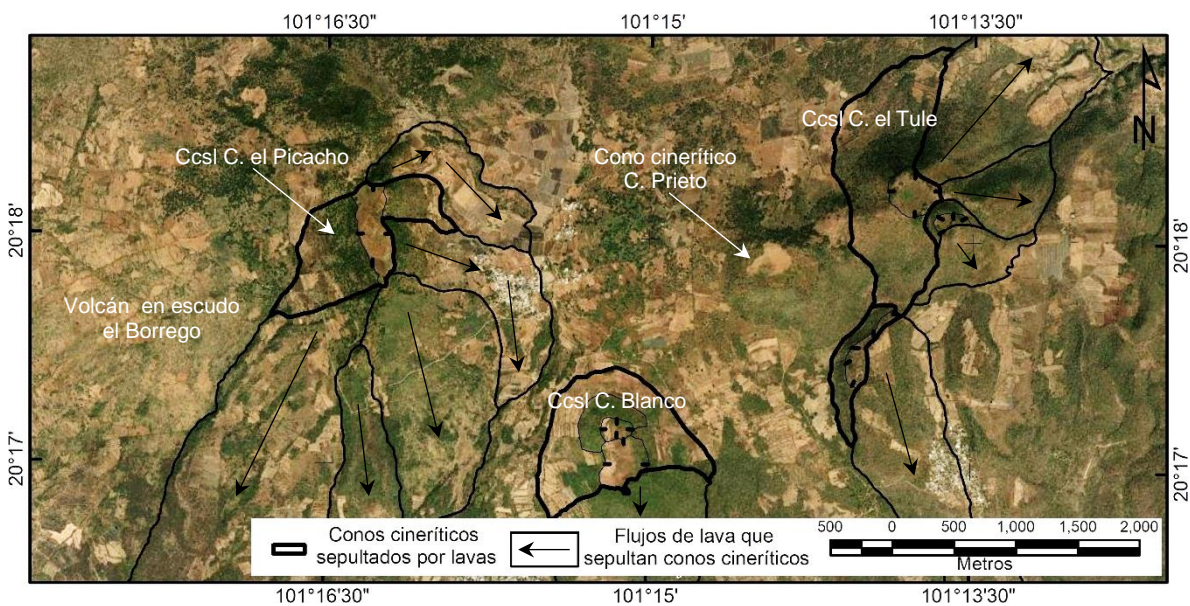 101°16'30"
101°15'
101°13'30"
Ccsl C. el Tule
Ccsl C. el Picacho
Cono cinerítico
C. Prieto
N
20°18'
20°18'
Volcán en escudo
el Borrego
Ccsl C. Blanco
20°17'
20°17'
Conos cineríticos
sepultados por lavas
Flujos de lava que
sepultan conos cineríticos
500 0 500 1,000 1,500 2,000
Metros
101°16'30"
101°15'
101°13'30"